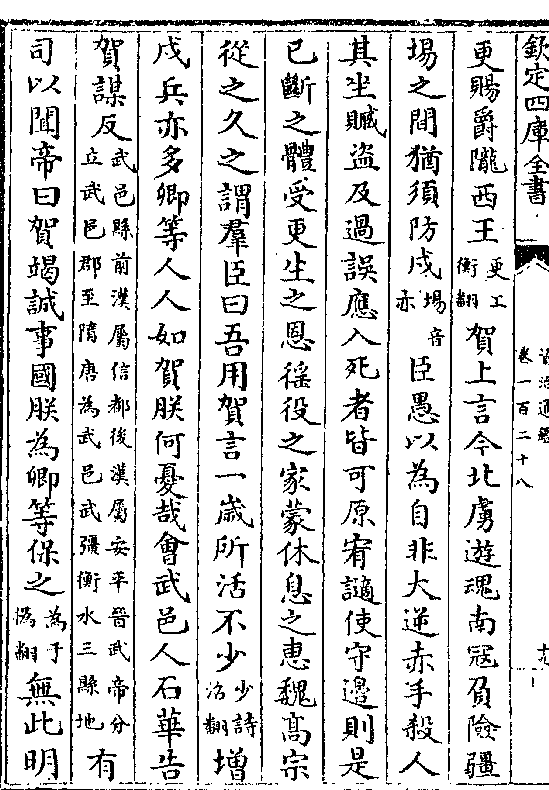 欽定四庫全書
資治通鑑
卷一百二十八
十九
更賜爵隴西王更工衡翻賀上言今北虜遊魂南寇負險疆
場之間猶須防戍場音亦臣愚以為自非大逆赤手殺人
其坐贓盜及過誤應入死者皆可原宥謫使守邊則是
已斷之體受更生之恩徭役之家蒙休息之惠魏髙宗
從之久之謂羣臣曰吾用賀言一歲所活不少少詩沼翻增
戍兵亦多卿等人人如賀朕何憂哉會武邑人石華告
賀謀反武邑縣前漢屬信都後漢屬安平晉武帝分立武邑郡至隋唐為武邑武彊衡水三縣地有
司以聞帝曰賀竭誠事國朕為卿等保之為于偽翻無此明